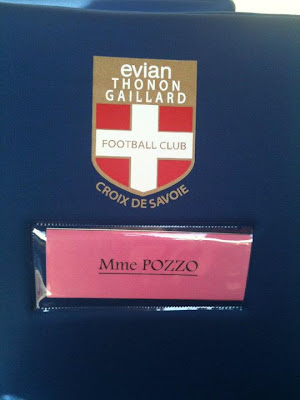 evian
THONON
GAILLARD
FOOTBALL CLUB
CROIX DE SAVOIE
Mme POZZO